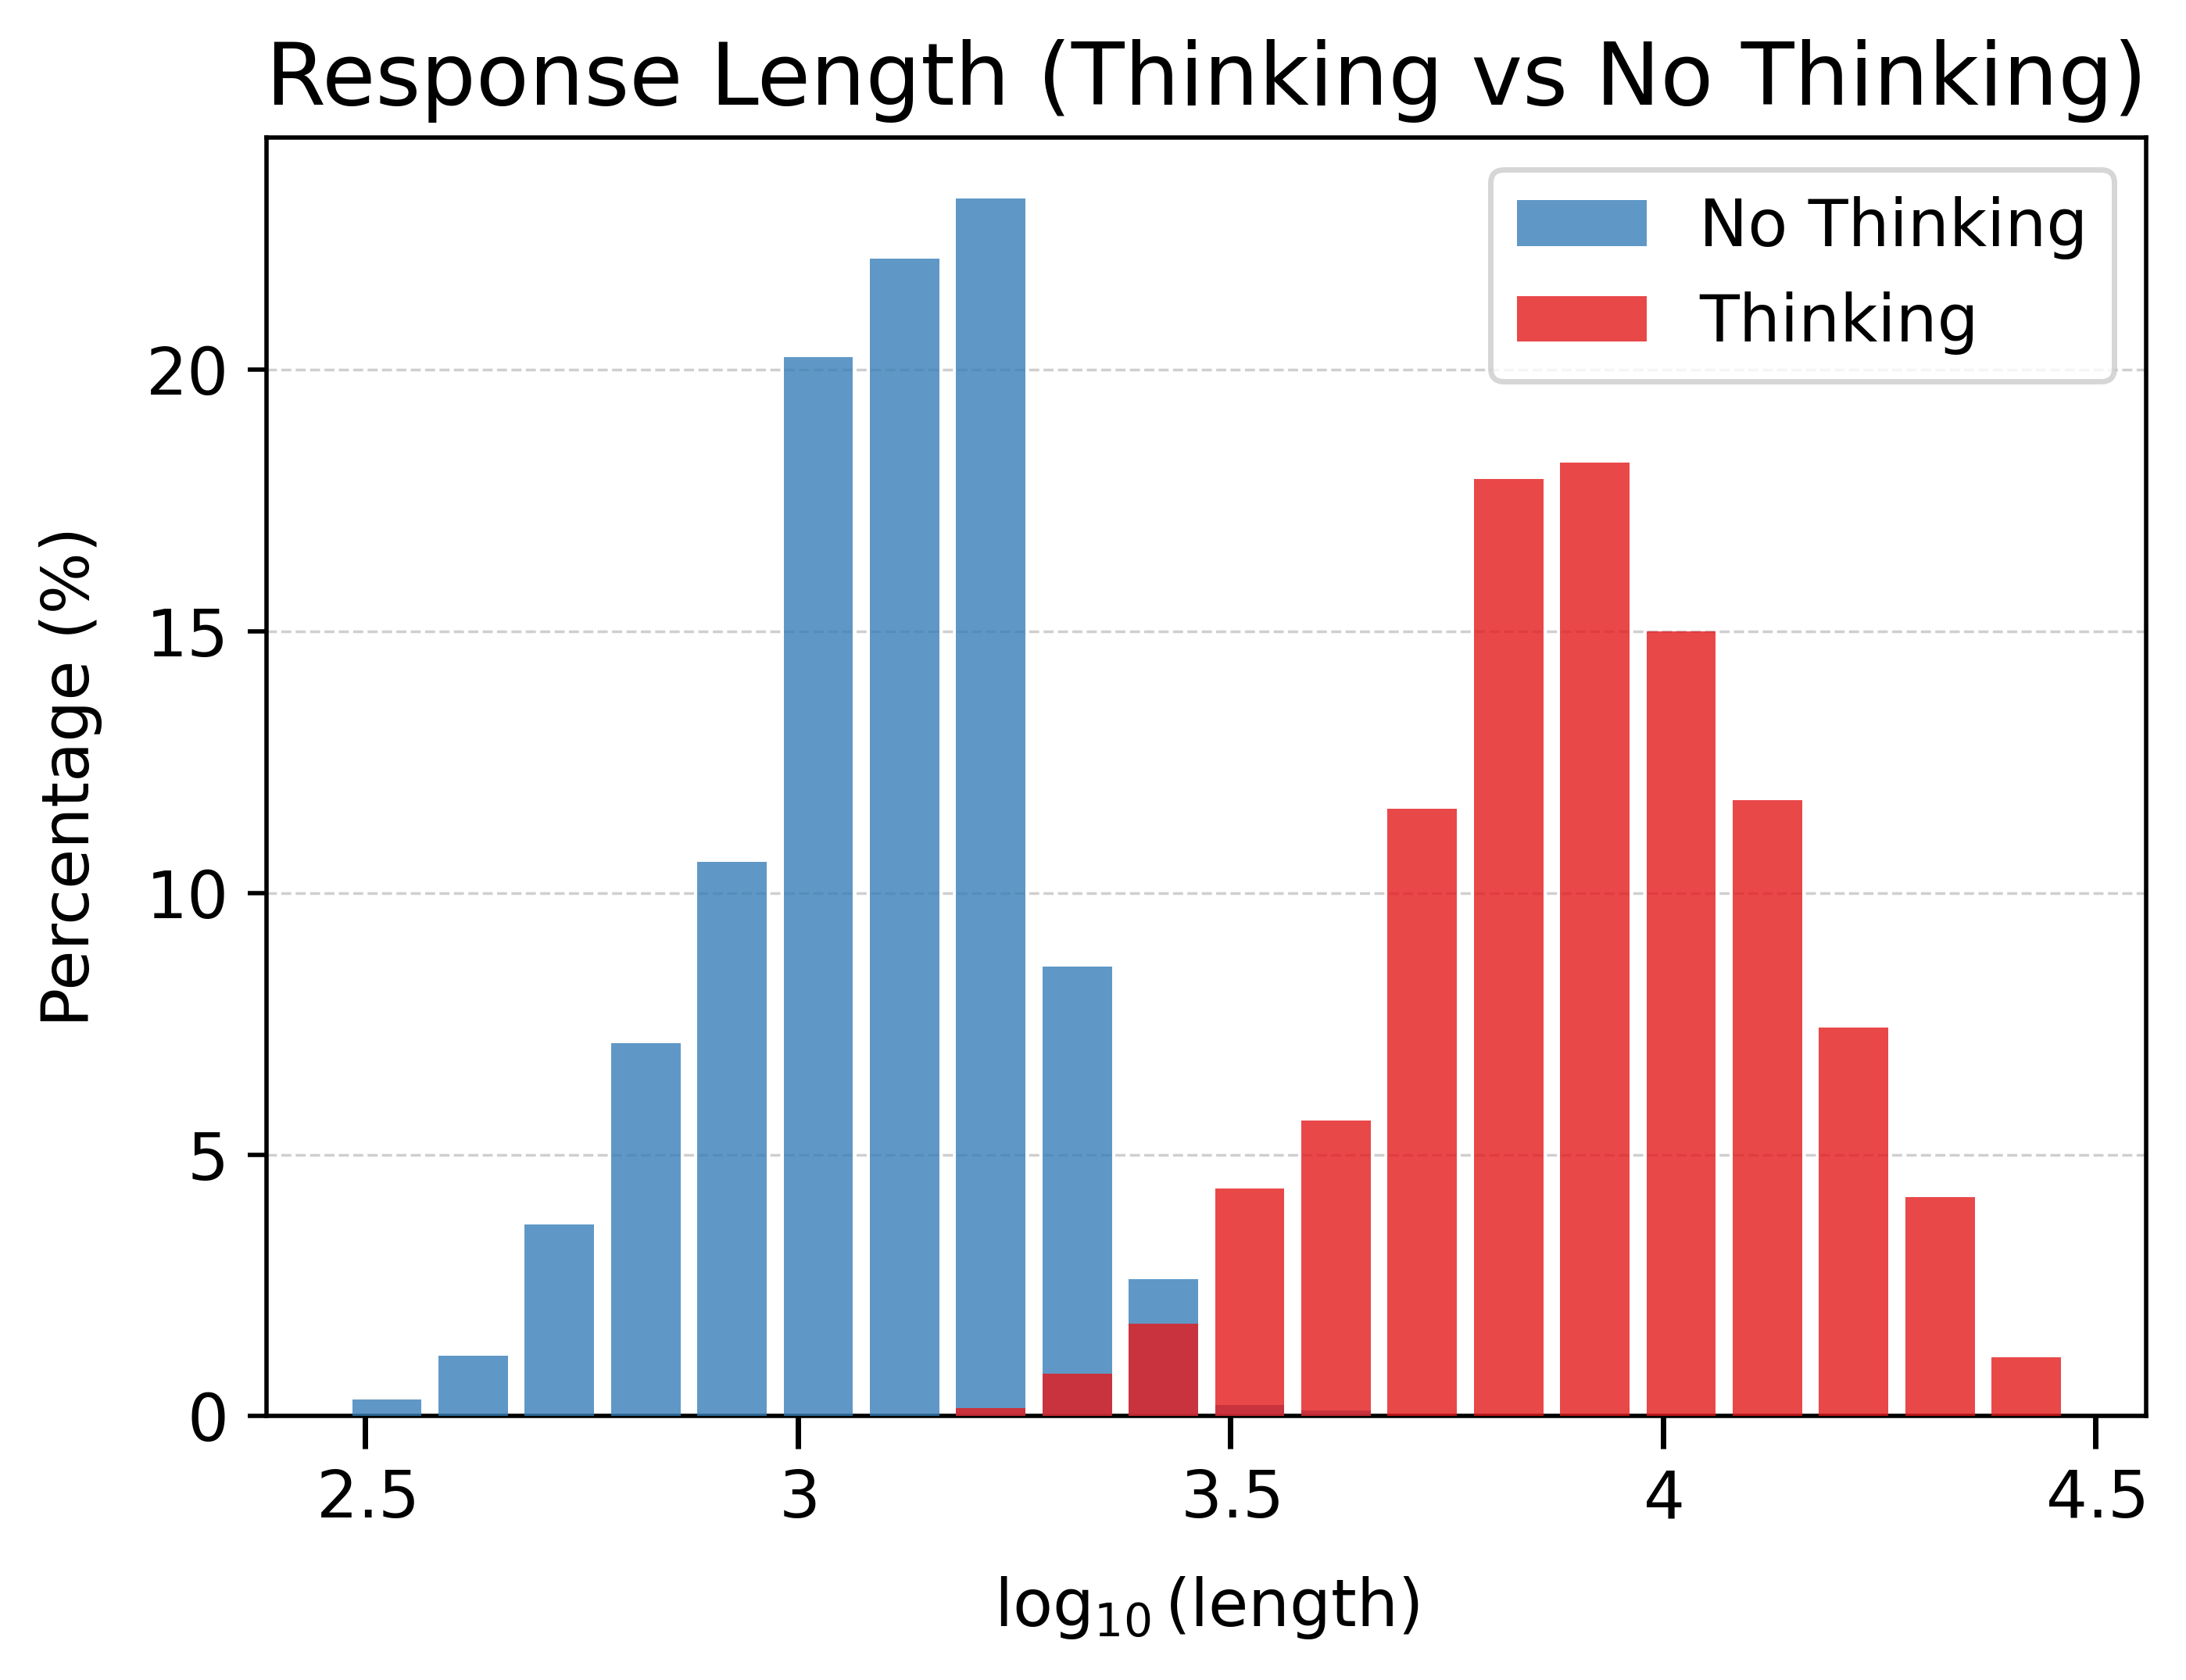 Response Length (Thinking vs No Thinking)
No Thinking
Thinking
Percentage (%)
20
15
10
5
0
2.5 3 3.5 4 4.5
log₁₀(length)